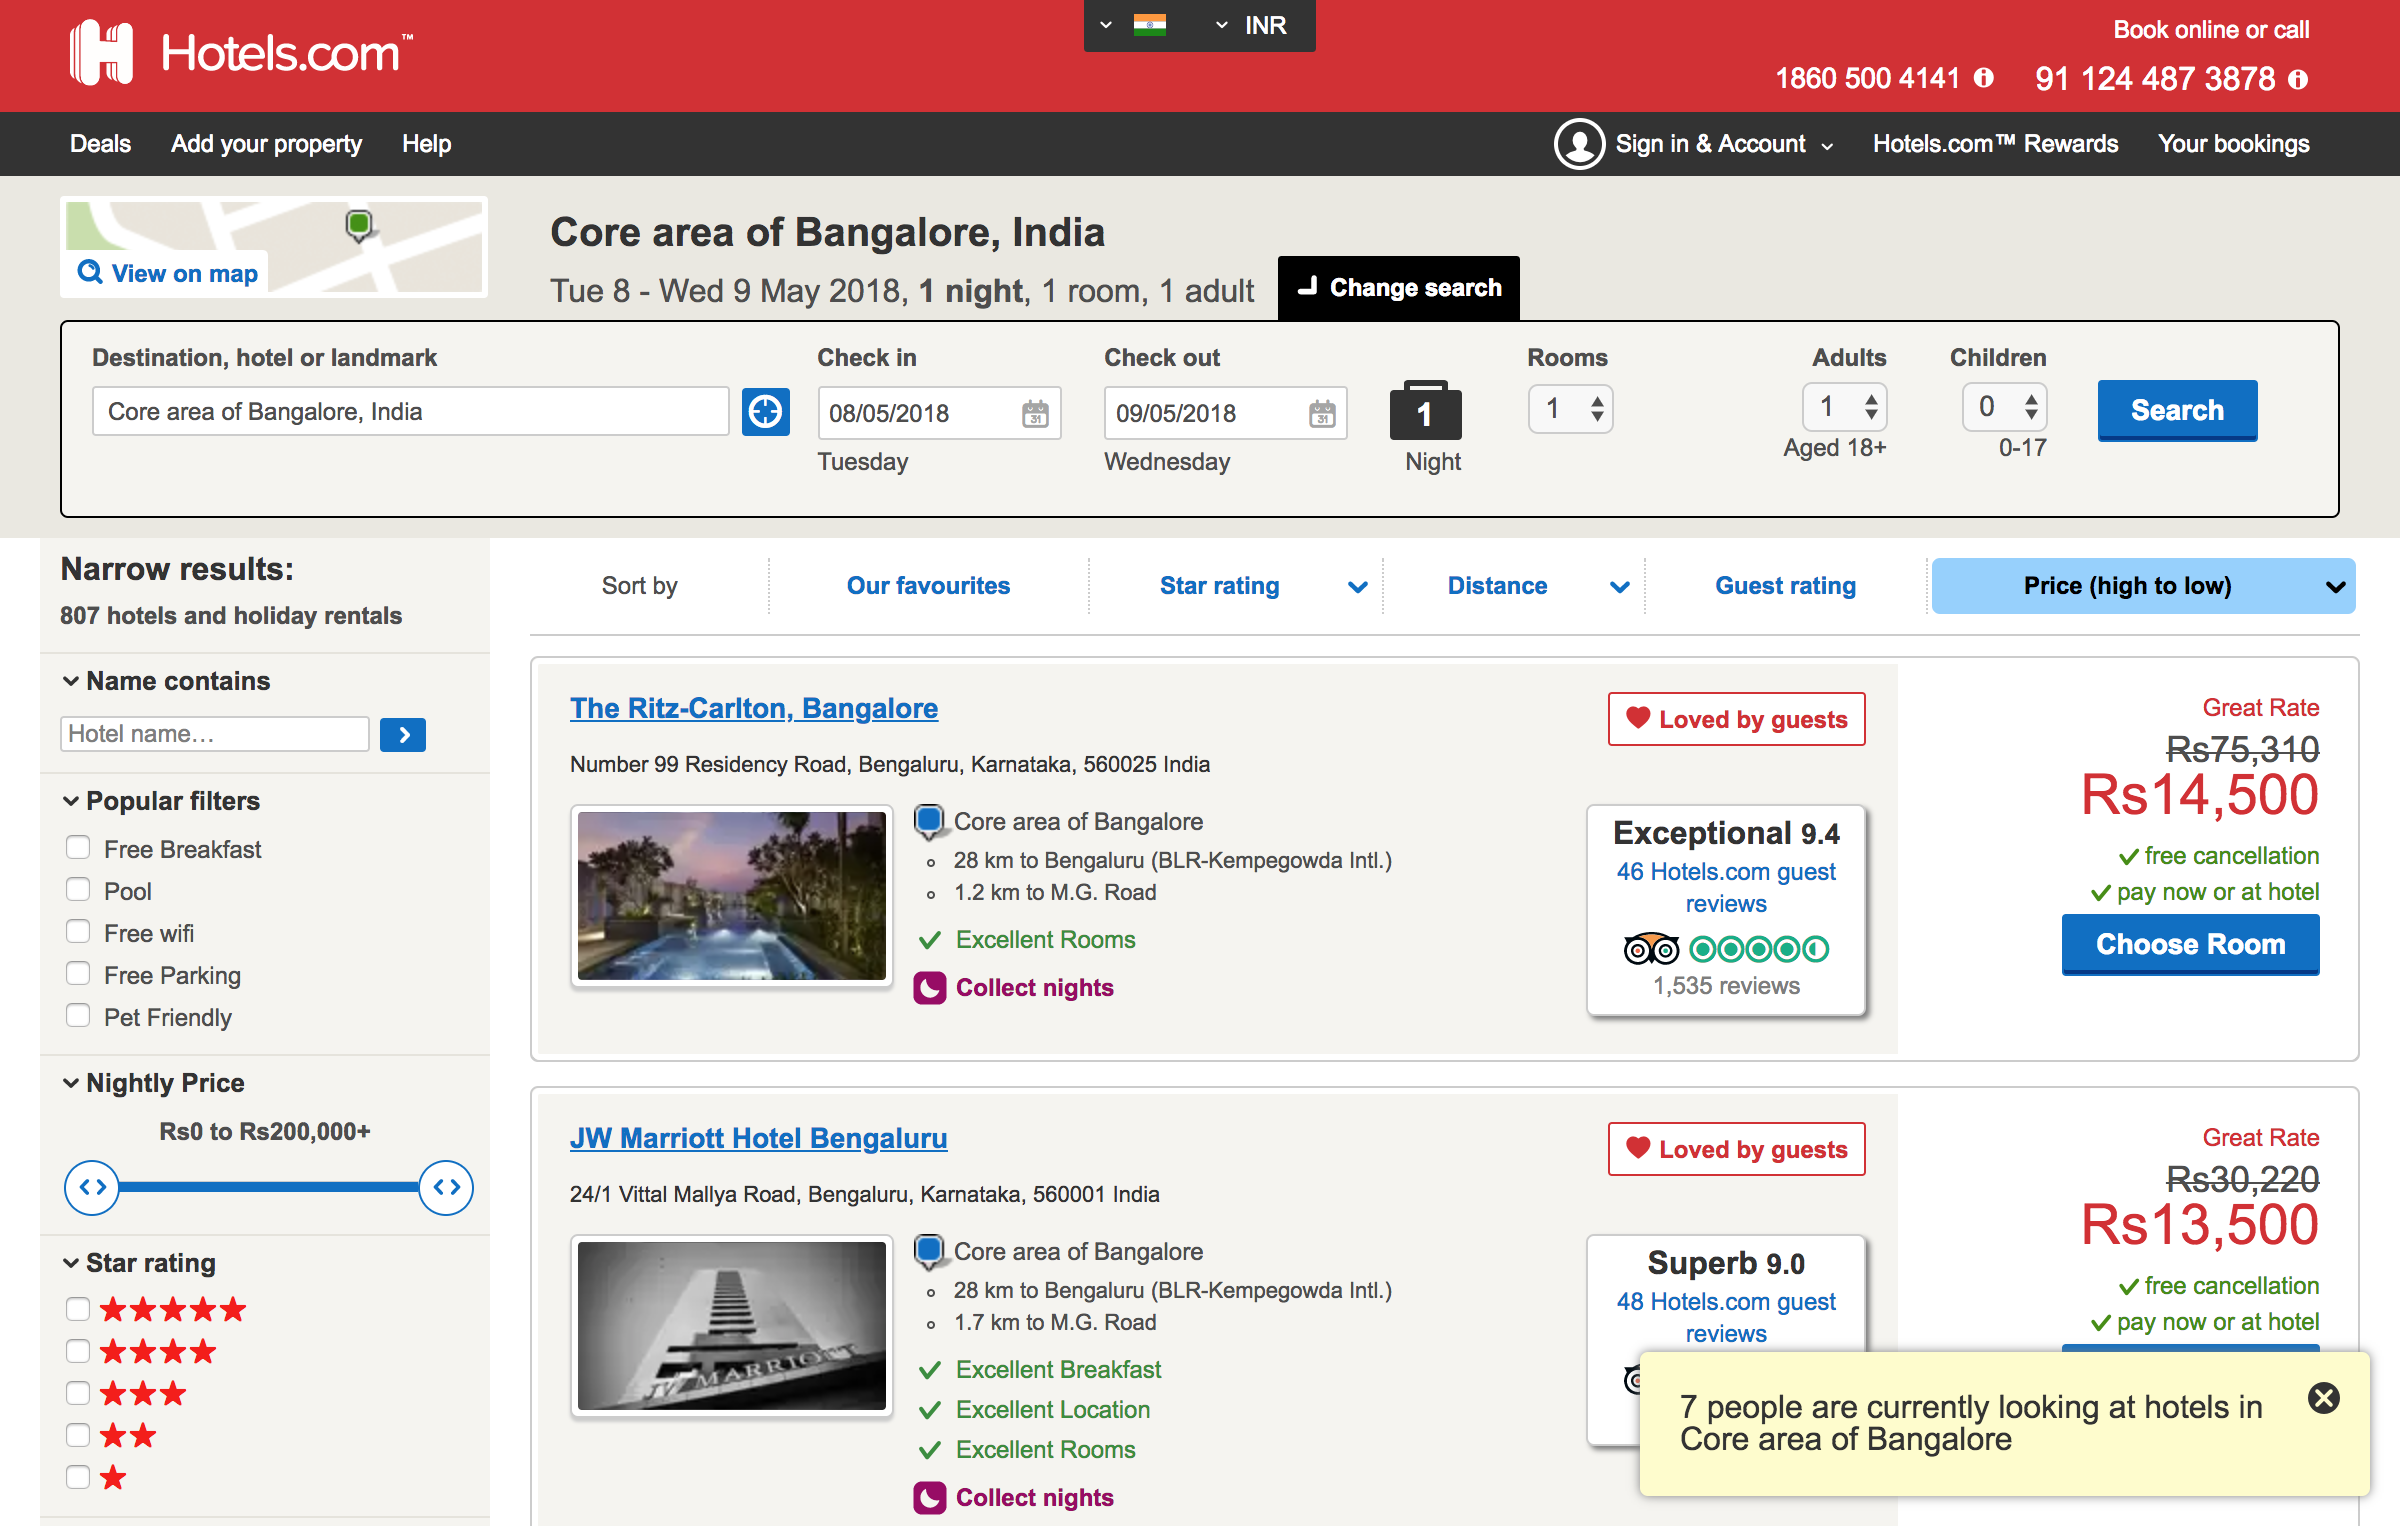 Hotels.com™
INR
Book online or call
1860 500 4141
91 124 487 3878
Deals
Add your property
Help
Sign in & Account
Hotels.com™ Rewards
Your bookings
View on map
Core area of Bangalore, India
Tue 8 - Wed 9 May 2018, 1 night, 1 room, 1 adult
Change search
Destination, hotel or landmark
Core area of Bangalore, India
Check in
08/05/2018
31
Tuesday
Check out
09/05/2018
31
Wednesday
1
Night
Rooms
1
Adults
1
Aged 18+
Children
0
0-17
Search
Narrow results:
807 hotels and holiday rentals
Name contains
Hotel name…
Popular filters
Free Breakfast
Pool
Free wifi
Free Parking
Pet Friendly
Nightly Price
Rs0 to Rs200,000+
Star rating
Sort by
Our favourites
Star rating
Distance
Guest rating
Price (high to low)
The Ritz-Carlton, Bangalore
Number 99 Residency Road, Bengaluru, Karnataka, 560025 India
Core area of Bangalore
28 km to Bengaluru (BLR-Kempegowda Intl.)
1.2 km to M.G. Road
Excellent Rooms
Collect nights
Loved by guests
Exceptional 9.4
46 Hotels.com guest
reviews
1,535 reviews
Great Rate
Rs75,310
Rs14,500
free cancellation
pay now or at hotel
Choose Room
JW Marriott Hotel Bengaluru
24/1 Vittal Mallya Road, Bengaluru, Karnataka, 560001 India
JW MARRIOTT
Core area of Bangalore
28 km to Bengaluru (BLR-Kempegowda Intl.)
1.7 km to M.G. Road
Excellent Breakfast
Excellent Location
Excellent Rooms
Collect nights
Loved by guests
Superb 9.0
48 Hotels.com guest
reviews
Great Rate
Rs30,220
Rs13,500
free cancellation
pay now or at hotel
7 people are currently looking at hotels in
Core area of Bangalore